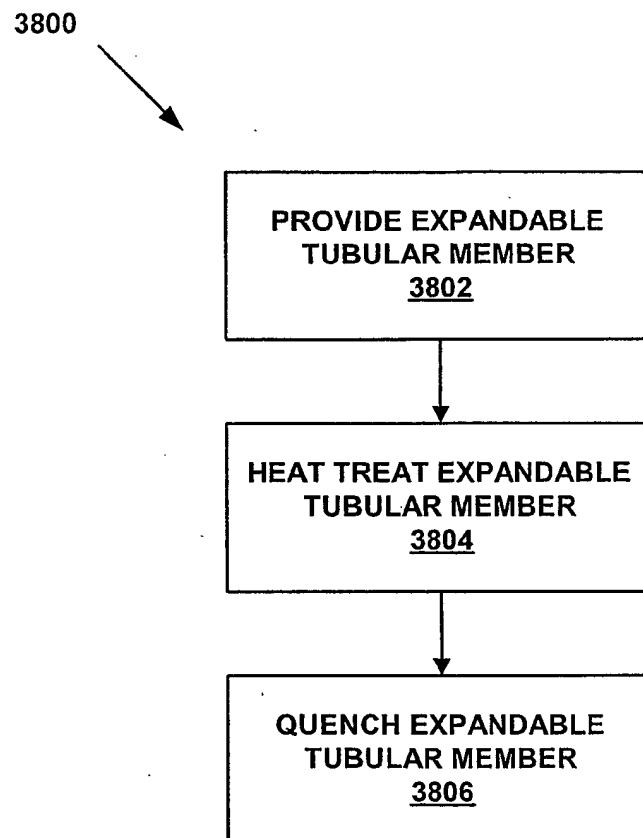 3800
PROVIDE EXPANDABLE
TUBULAR MEMBER
3802
HEAT TREAT EXPANDABLE
TUBULAR MEMBER
3804
QUENCH EXPANDABLE
TUBULAR MEMBER
3806